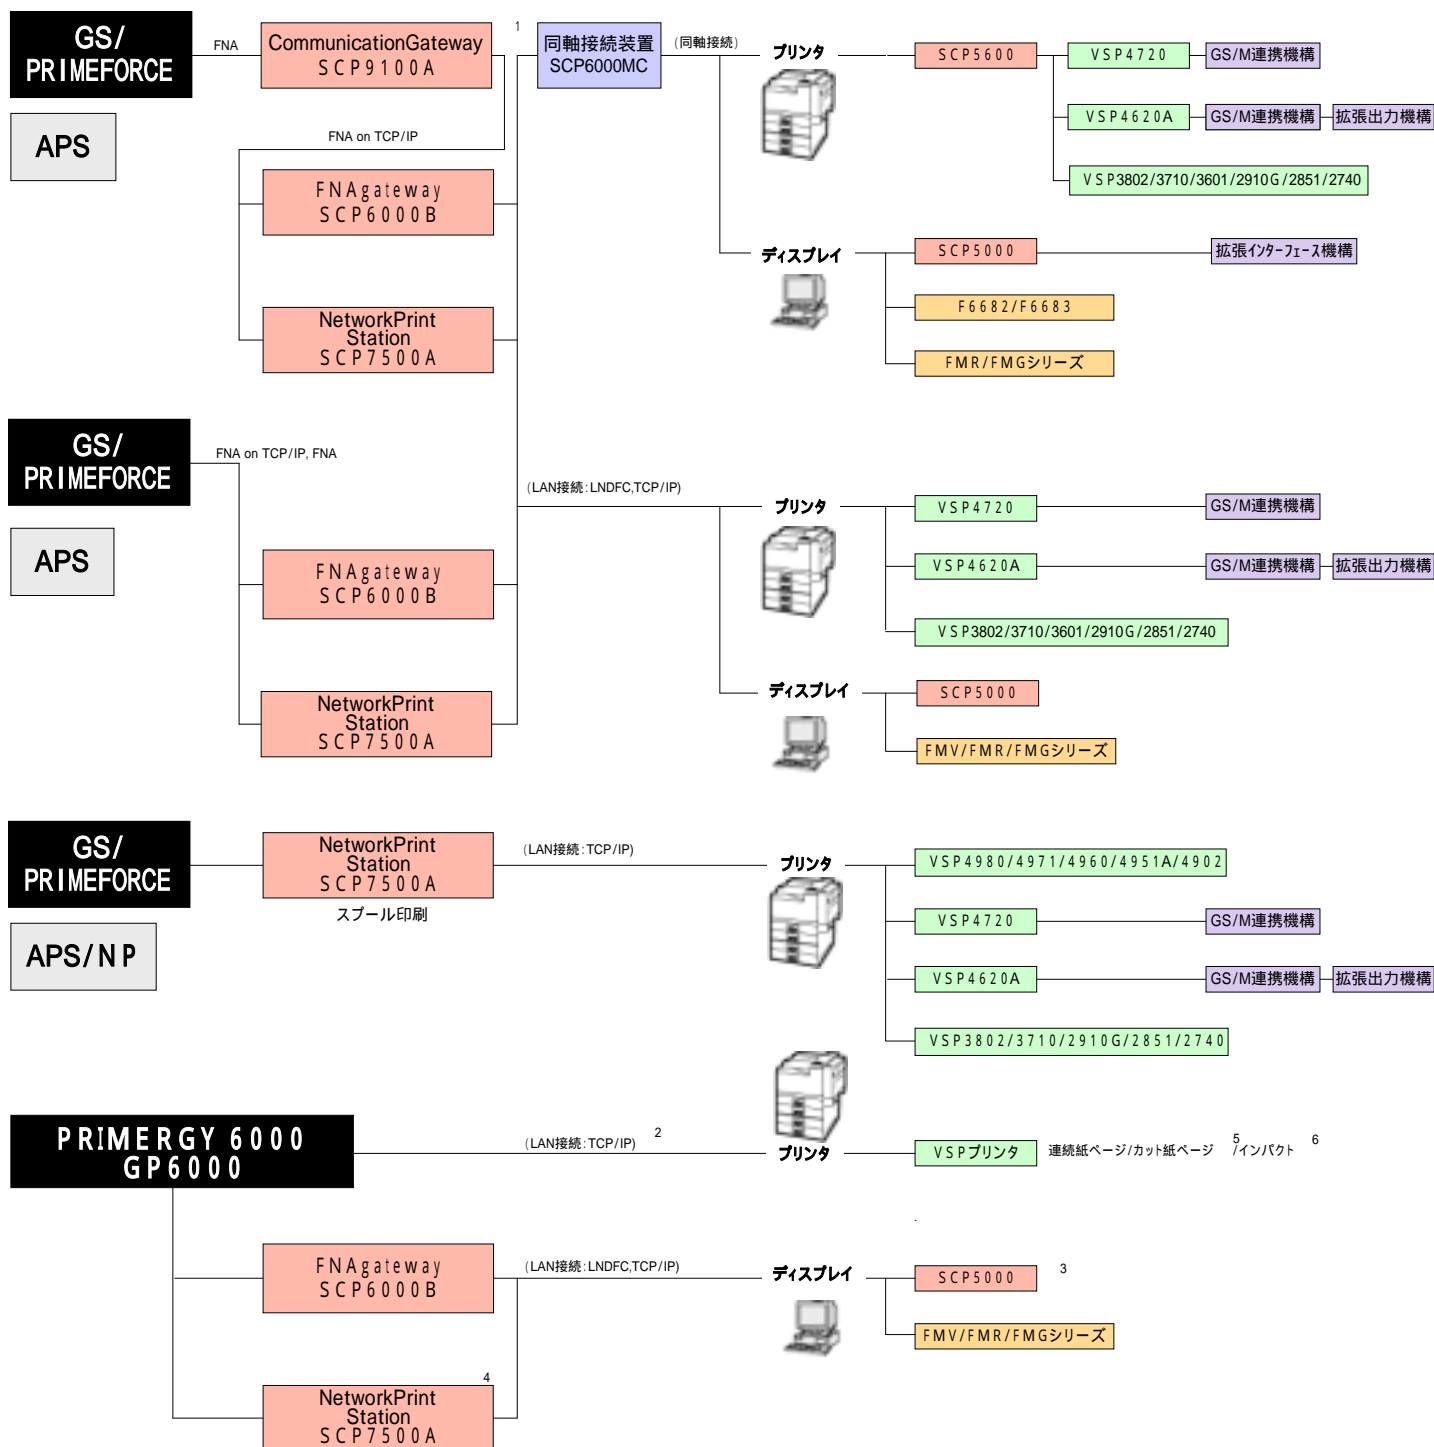 GS/
PRIMEFORCE
FNA
CommunicationGateway
SCP9100A
1
同軸接続装置
SCP6000MC
(同軸接続)
プリンタ
SCP5600
VSP4720
GS/M連携機構
APS
FNA on TCP/IP
VSP4620A
GS/M連携機構
拡張出力機構
FNAgateway
SCP6000B
VSP3802/3710/3601/2910G/2851/2740
ディスプレイ
SCP5000
拡張インターフェース機構
F6682/F6683
NetworkPrint
Station
SCP7500A
FMR/FMGシリーズ
GS/
PRIMEFORCE
FNA on TCP/IP, FNA
(LAN接続:LNDFC,TCP/IP)
プリンタ
VSP4720
GS/M連携機構
APS
FNAgateway
SCP6000B
VSP4620A
GS/M連携機構
拡張出力機構
VSP3802/3710/3601/2910G/2851/2740
NetworkPrint
Station
SCP7500A
ディスプレイ
SCP5000
FMV/FMR/FMGシリーズ
GS/
PRIMEFORCE
NetworkPrint
Station
SCP7500A
スプール印刷
(LAN接続:TCP/IP)
プリンタ
VSP4980/4971/4960/4951A/4902
APS/NP
VSP4720
GS/M連携機構
VSP4620A
GS/M連携機構
拡張出力機構
VSP3802/3710/2910G/2851/2740
PRIMERGY 6000
GP6000
(LAN接続:TCP/IP)
2
プリンタ
VSPプリンタ
連続紙ページ/カット紙ページ 5 /インパクト 6
FNAgateway
SCP6000B
(LAN接続:LNDFC,TCP/IP)
ディスプレイ
SCP5000
3
FMV/FMR/FMGシリーズ
4
NetworkPrint
Station
SCP7500A